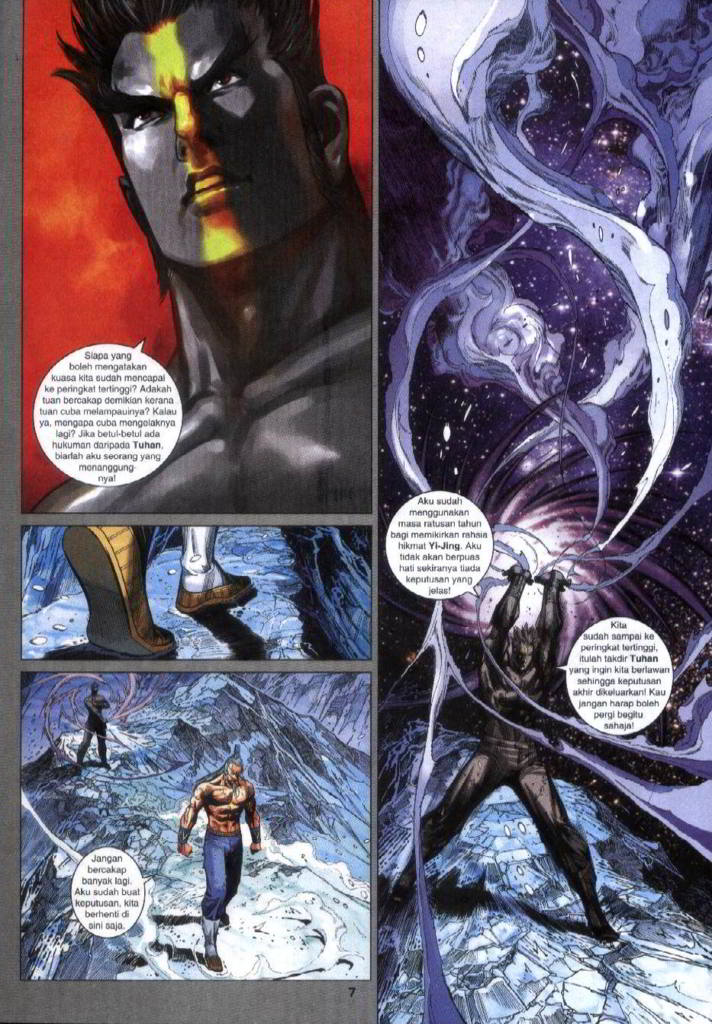 Siapa yang
boleh mengatakan
kuasa kita sudah mencapai
ke peringkat tertinggi? Adakah
tuan bercakap demikian kerana
tuan cuba melampauinya? Kalau
ya, mengapa cuba mengelaknya
lagi? Jika betul-betul ada
hukuman daripada Tuhan,
biarlah aku seorang yang
menanggung-
nya!
Jangan
bercakap
banyak lagi.
Aku sudah buat
keputusan, kita
berhenti di
sini saja.
Aku sudah
menggunakan
masa ratusan tahun
bagi memikirkan rahsia
hikmat Yi-Jing. Aku
tidak akan berpuas
hati sekiranya tiada
keputusan yang
jelas!
Kita
sudah sampai ke
peringkat tertinggi,
itulah takdir Tuhan
yang ingin kita berlawan
sehingga keputusan
akhir dikeluarkan! Kau
jangan harap boleh
pergi begitu
sahaja!
7